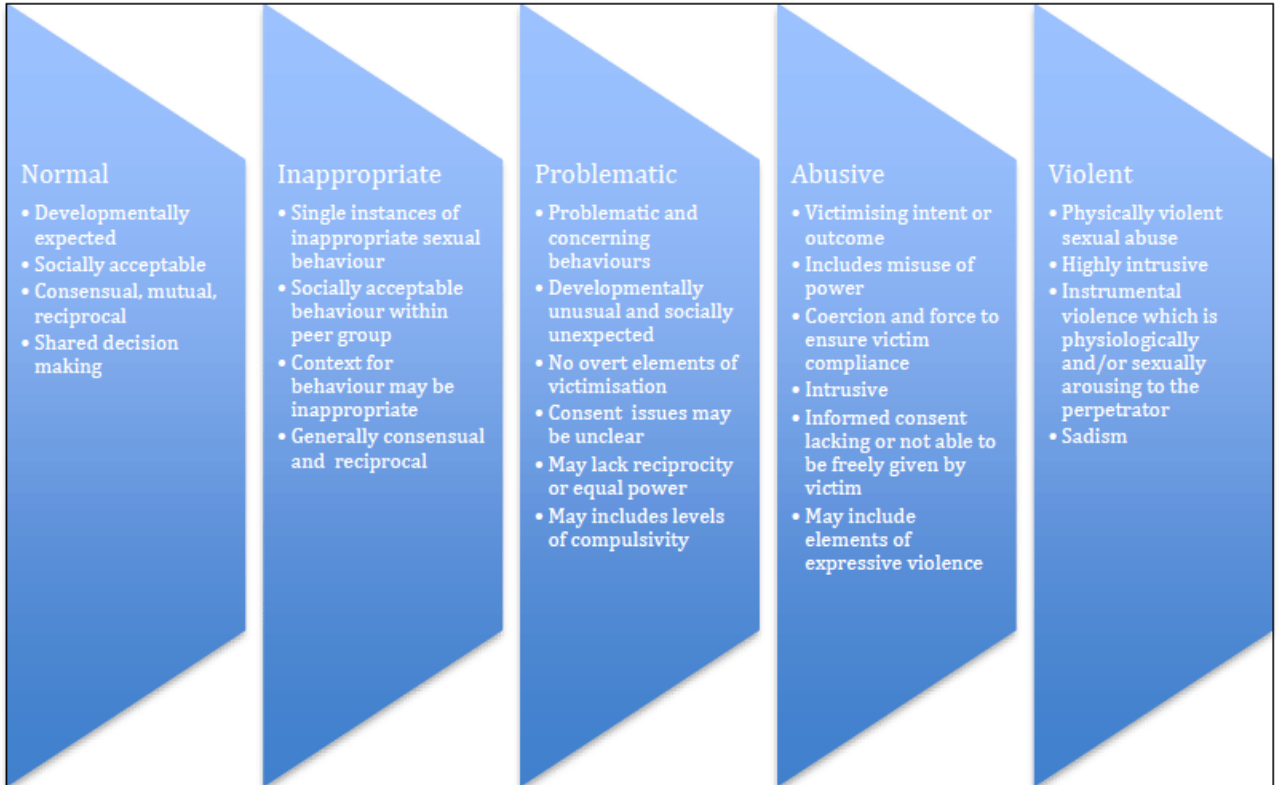 Normal
• Developmentally
expected
• Socially acceptable
• Consensual, mutual,
reciprocal
• Shared decision
making
Inappropriate
• Single instances of
inappropriate sexual
behaviour
• Socially acceptable
behaviour within
peer group
• Context for
behaviour may be
inappropriate
• Generally consensual
and reciprocal
Problematic
• Problematic and
concerning
behaviours
• Developmentally
unusual and socially
unexpected
• No overt elements of
victimisation
• Consent issues may
be unclear
• May lack reciprocity
or equal power
• May includes levels
of compulsivity
Abusive
• Victimising intent or
outcome
• Includes misuse of
power
• Coercion and force to
ensure victim
compliance
• Intrusive
• Informed consent
lacking or not able to
be freely given by
victim
• May include
elements of
expressive violence
Violent
• Physically violent
sexual abuse
• Highly intrusive
• Instrumental
violence which is
physiologically
and/or sexually
arousing to the
perpetrator
• Sadism